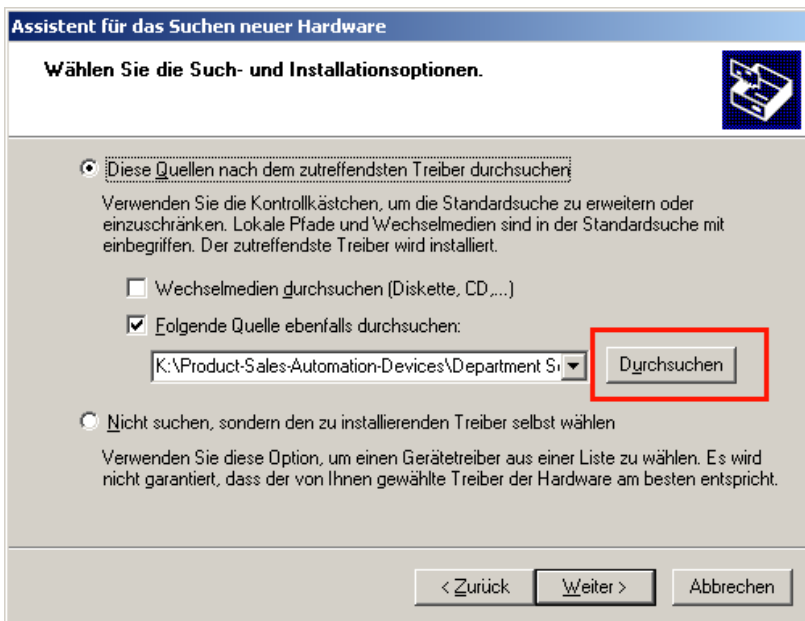 Assistent für das Suchen neuer Hardware
Wählen Sie die Such- und Installationsoptionen.
Diese Quellen nach dem zutreffendsten Treiber durchsuchen
Verwenden Sie die Kontrollkästchen, um die Standardsuche zu erweitern oder
einzuschränken. Lokale Pfade und Wechselmedien sind in der Standardsuche mit
einbegriffen. Der zutreffendste Treiber wird installiert.
Wechselmedien durchsuchen (Diskette, CD,...)
Folgende Quelle ebenfalls durchsuchen:
K:\Product-Sales-Automation-Devices\Department
Durchsuchen
Nicht suchen, sondern den zu installierenden Treiber selbst wählen
Verwenden Sie diese Option, um einen Gerätetreiber aus einer Liste zu wählen. Es wird
nicht garantiert, dass der von Ihnen gewählte Treiber der Hardware am besten entspricht.
< Zurück Weiter > Abbrechen